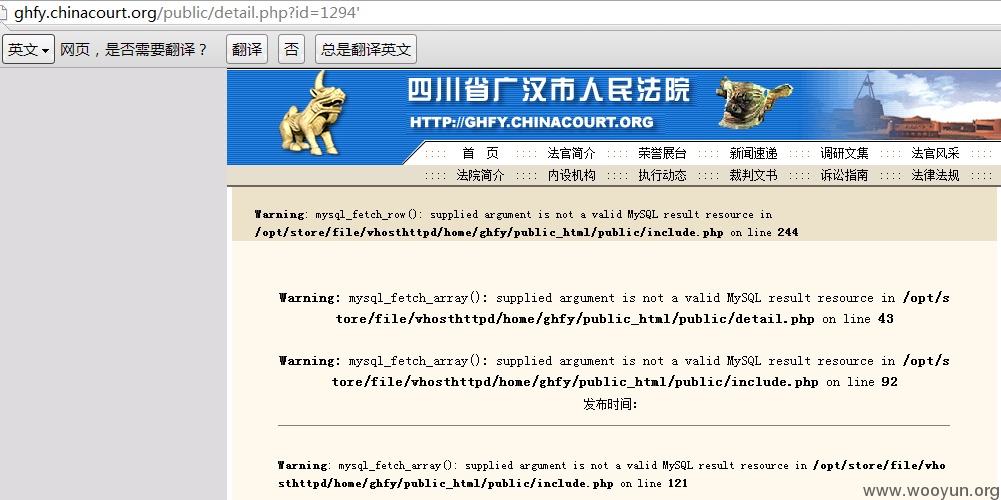 ghfy.chinacourt.org/public/detail.php?id=1294'
英文 网页，是否需要翻译？ 翻译 否 总是翻译英文
四川省广汉市人民法院
HTTP://GHFY.CHINACOURT.ORG
:::: 首 页 :::: 法官简介 :::: 荣誉展台 :::: 新闻速递 :::: 调研文集 :::: 法官风采 ::::
:::: 法院简介 :::: 内设机构 :::: 执行动态 :::: 裁判文书 :::: 诉讼指南 :::: 法律法规 ::::
Warning: mysql_fetch_row(): supplied argument is not a valid MySQL result resource in
/opt/store/file/vhosthttpd/home/ghfy/public_html/public/include.php on line 244
Warning: mysql_fetch_array(): supplied argument is not a valid MySQL result resource in /opt/s
tore/file/vhosthttpd/home/ghfy/public_html/public/detail.php on line 43
Warning: mysql_fetch_array(): supplied argument is not a valid MySQL result resource in /opt/s
tore/file/vhosthttpd/home/ghfy/public_html/public/include.php on line 92
发布时间：
Warning: mysql_fetch_array(): supplied argument is not a valid MySQL result resource in /opt/store/file/vho
sthttpd/home/ghfy/public_html/public/include.php on line 121
www.wooyun.org